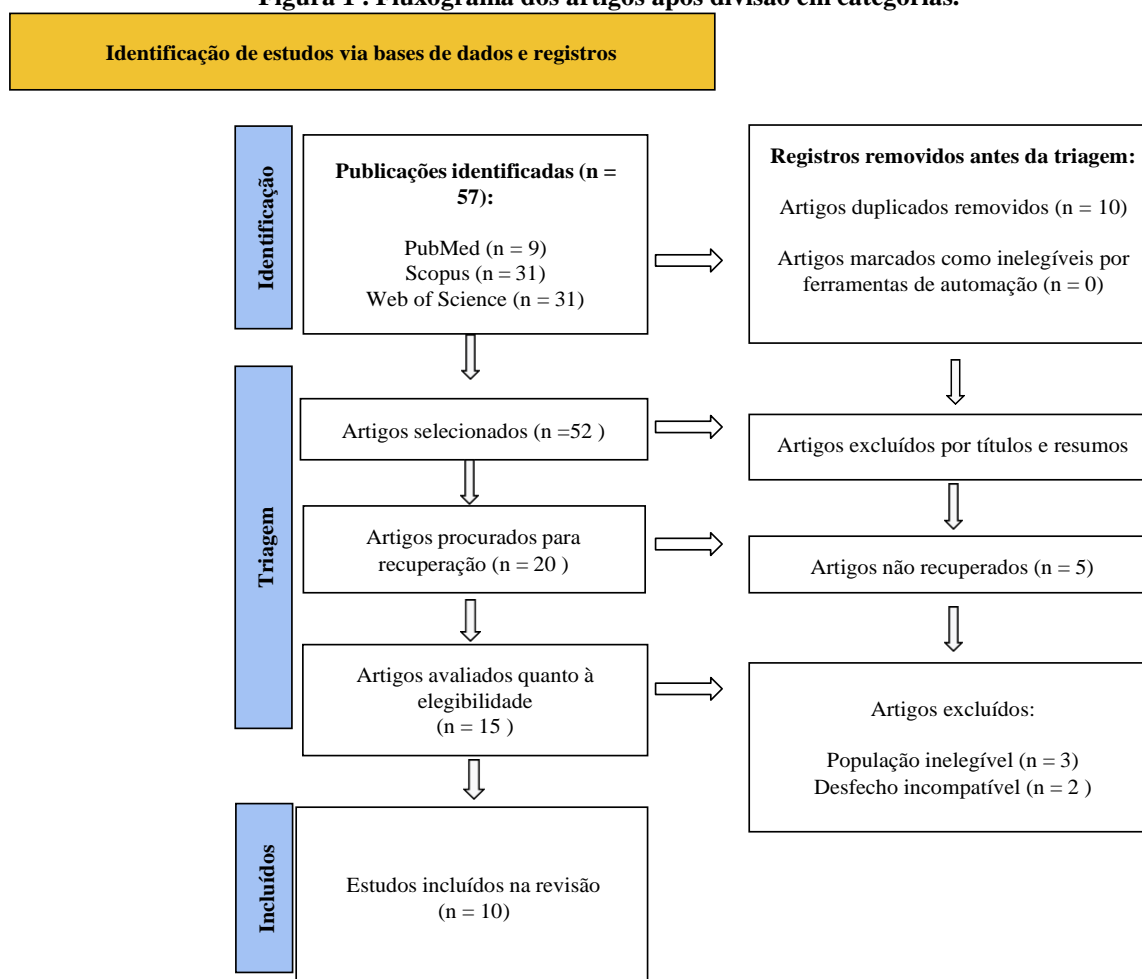 Figura 1 . Fluxograma dos artigos após divisão em categorias.
Identificação de estudos via bases de dados e registros
Identificação
Publicações identificadas (n =
57):
PubMed (n = 9)
Scopus (n = 31)
Web of Science (n = 31)
Registros removidos antes da triagem:
Artigos duplicados removidos (n = 10)
Artigos marcados como inelegíveis por
ferramentas de automação (n = 0)
Triagem
Artigos selecionados (n =52 )
Artigos excluídos por títulos e resumos
Artigos procurados para
recuperação (n = 20 )
Artigos não recuperados (n = 5)
Artigos avaliados quanto à
elegibilidade
(n = 15 )
Artigos excluídos:
População inelegível (n = 3)
Desfecho incompatível (n = 2 )
Incluídos
Estudos incluídos na revisão
(n = 10)